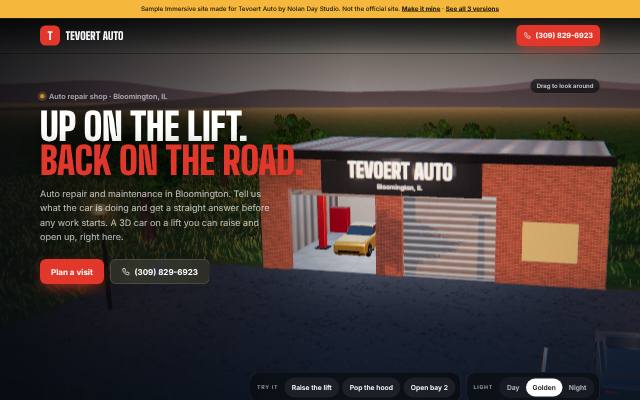 Sample Immersive site made for Tevoert Auto by Nolan Day Studio. Not the official site. Make it mine · See all 3 versions
T TEVOERT AUTO
(309) 829-6923
Drag to look around
Auto repair shop · Bloomington, IL
UP ON THE LIFT.
BACK ON THE ROAD.
Auto repair and maintenance in Bloomington. Tell us
what the car is doing and get a straight answer before
any work starts. A 3D car on a lift you can raise and
open up, right here.
Plan a visit
(309) 829-6923
TEVOERT AUTO
Bloomington, IL
TRY IT Raise the lift Pop the hood Open bay 2
LIGHT Day Golden Night